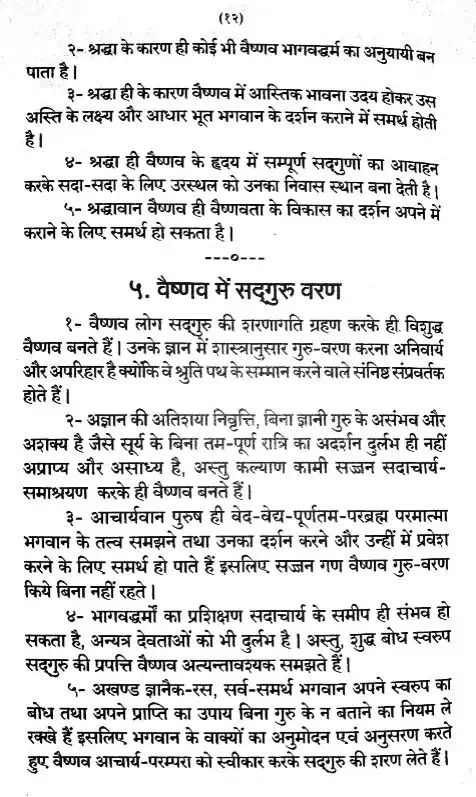 (१२)
२- श्रद्धा के कारण ही कोई भी वैष्णव भागवद्धर्म का अनुयायी बन
पाता है।
३- श्रद्धा ही के कारण वैष्णव में आस्तिक भावना उदय होकर उस
अस्ति के लक्ष्य और आधार भूत भगवान के दर्शन कराने में समर्थ होती
है।
४- श्रद्धा ही वैष्णव के हृदय में सम्पूर्ण सद्‌गुणों का आवाहन
करके सदा-सदा के लिए उरस्थल को उनका निवास स्थान बना देती है।
५- श्रद्धावान वैष्णव ही वैष्णवता के विकास का दर्शन अपने में
कराने के लिए समर्थ हो सकता है।
---०---
५. वैष्णव में सद्‌गुरु वरण
१- वैष्णव लोग सद्‌गुरु की शरणागति ग्रहण करके ही विशुद्ध
वैष्णव बनते हैं। उनके ज्ञान में शास्त्रानुसार गुरु-वरण करना अनिवार्य
और अपरिहार है क्योंकि वे श्रुति पथ के सम्मान करने वाले संनिष्ठ संप्रवर्तक
होते हैं।
२- अज्ञान की अतिशया निवृत्ति, बिना ज्ञानी गुरु के असंभव और
अशक्य है जैसे सूर्य के बिना तम-पूर्ण रात्रि का अदर्शन दुर्लभ ही नहीं
अप्राप्य और असाध्य है, अस्तु कल्याण कामी सज्जन सदाचार्य-
समाश्रयण करके ही वैष्णव बनते हैं।
३- आचार्यवान पुरुष ही वेद-वेद्य-पूर्णतम-परब्रह्म परमात्मा
भगवान के तत्व समझने तथा उनका दर्शन करने और उन्हीं में प्रवेश
करने के लिए समर्थ हो पाते हैं इसलिए सज्जन गण वैष्णव गुरु-वरण
किये बिना नहीं रहते।
४- भागवद्धर्मों का प्रशिक्षण सदाचार्य के समीप ही संभव हो
सकता है, अन्यत्र देवताओं को भी दुर्लभ है। अस्तु, शुद्ध बोध स्वरुप
सद्‌गुरु की प्रपत्ति वैष्णव अत्यन्तावश्यक समझते हैं।
५- अखण्ड ज्ञानैक-रस, सर्व-समर्थ भगवान अपने स्वरुप का
बोध तथा अपने प्राप्ति का उपाय बिना गुरु के न बताने का नियम ले
रक्खे हैं इसलिए भगवान के वाक्यों का अनुमोदन एवं अनुसरण करते
हुए वैष्णव आचार्य-परम्परा को स्वीकार करके सद्‌गुरु की शरण लेते हैं।